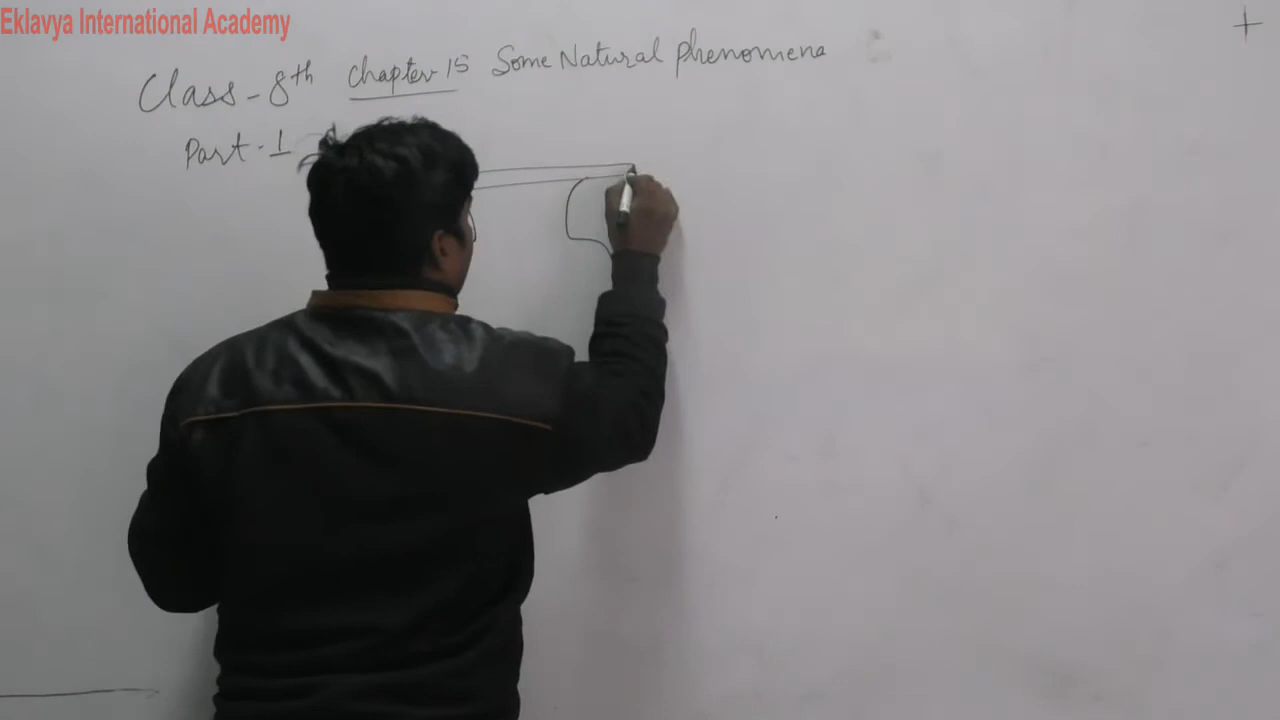 Eklavya International Academy
Class-8th Chapter 15 Some Natural Phenomena
Part-1